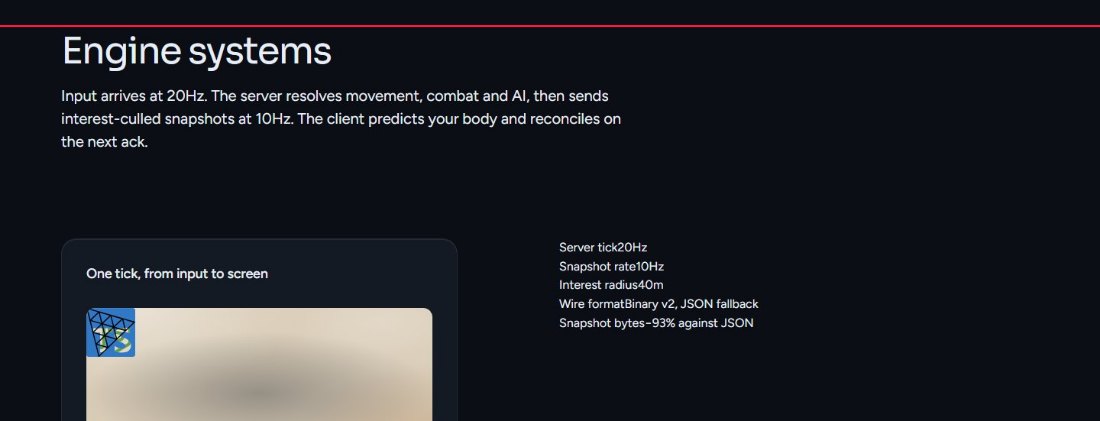 Engine systems
Input arrives at 20Hz. The server resolves movement, combat and AI, then sends
interest-culled snapshots at 10Hz. The client predicts your body and reconciles on
the next ack.
One tick, from input to screen
TS
Server tick20Hz
Snapshot rate10Hz
Interest radius40m
Wire formatBinary v2, JSON fallback
Snapshot bytes−93% against JSON